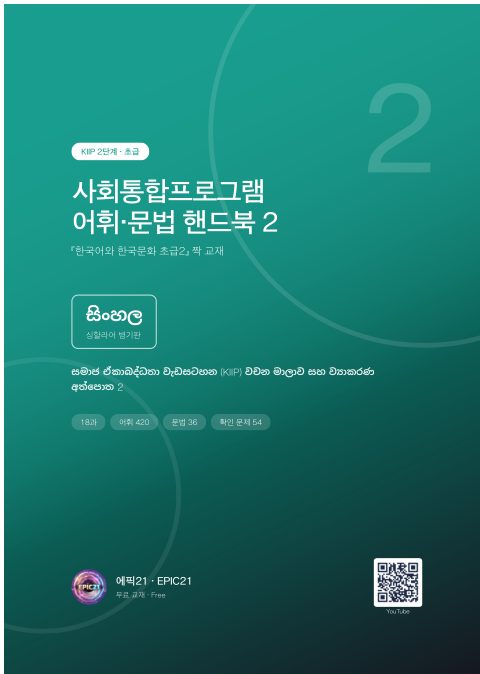 2
KIIP 2단계 · 초급
사회통합프로그램
어휘·문법 핸드북 2
『한국어와 한국문화 초급2』 짝 교재
සිංහල
싱할라어 병기판
සමාජ ඒකාබද්ධතා වැඩසටහන (KIIP) වචන මාලාව සහ ව්‍යාකරණ
අත්පොත 2
18과 어휘 420 문법 36 확인 문제 54
EPIC21
에픽21 · EPIC21
무료 교재 · Free
YouTube